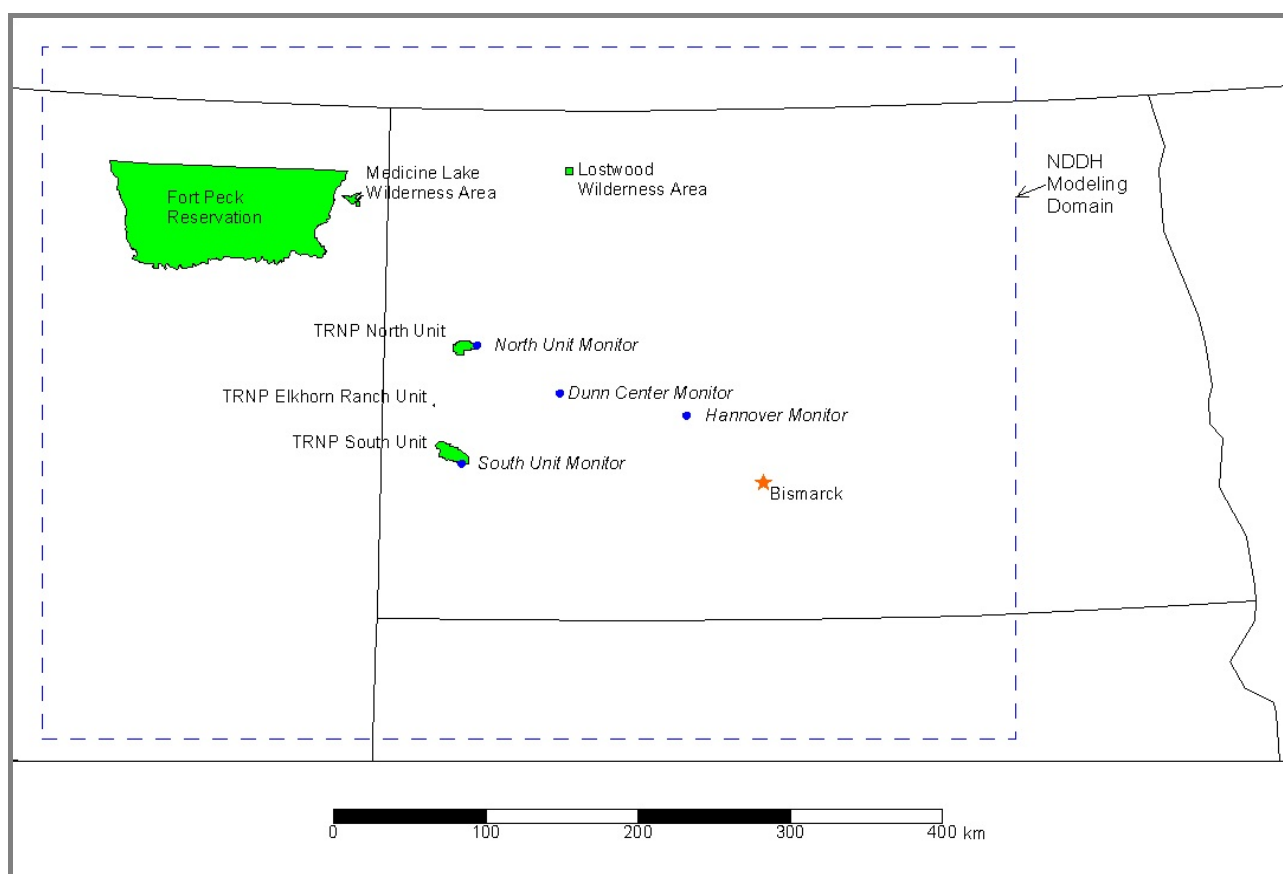 Medicine Lake
Wilderness Area
Lostwood
Wilderness Area
NDDH
Modeling
Domain
Fort Peck
Reservation
TRNP North Unit
North Unit Monitor
TRNP Elkhorn Ranch Unit
Dunn Center Monitor
Hannover Monitor
TRNP South Unit
South Unit Monitor
Bismarck
0 100 200 300 400 km